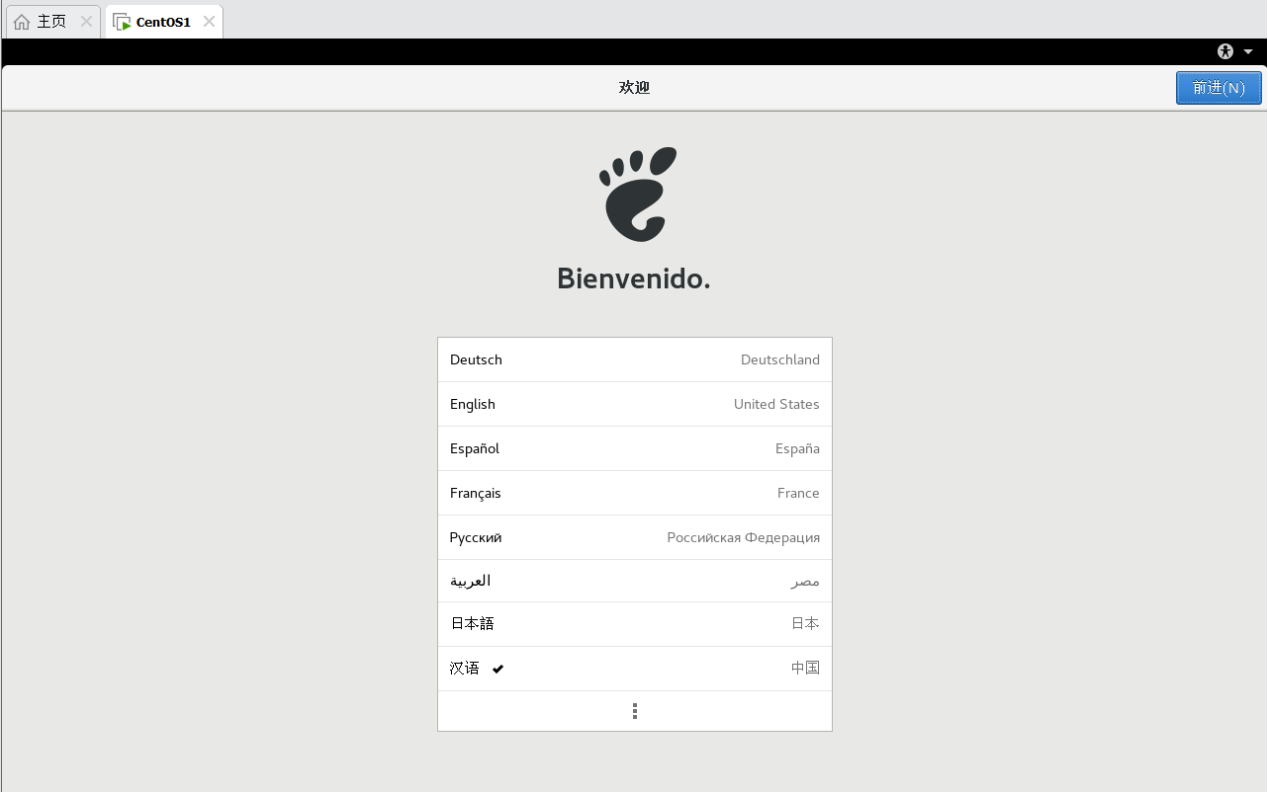 主页
CentOS1
欢迎
前进(N)
Bienvenido.
Deutsch Deutschland
English United States
Español España
Français France
Русский Российская Федерация
العربية مصر
日本語 日本
汉语 中国